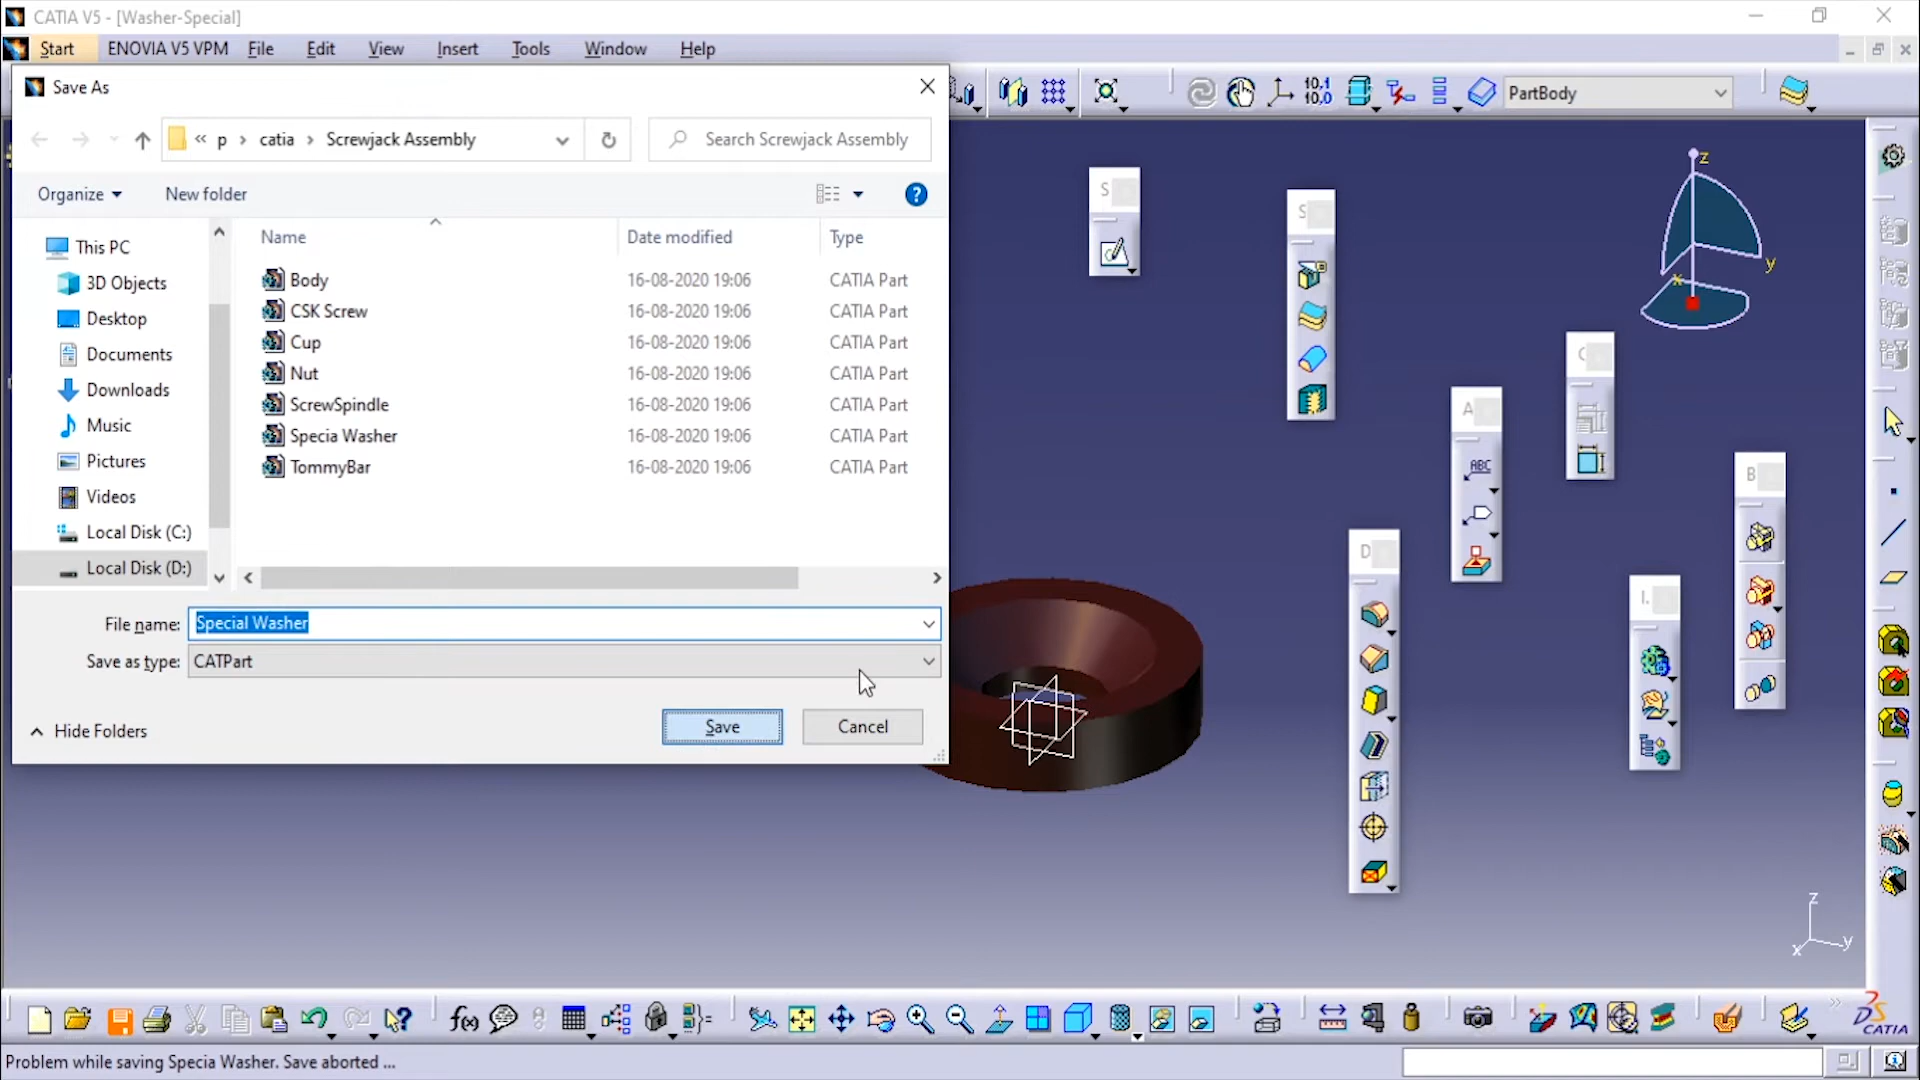 CATIA V5 - [Washer-Special]
Start ENOVIA V5 VPM File Edit View Insert Tools Window Help
Save As
« p › catia › Screwjack Assembly
Search Screwjack Assembly
10,1
10,0
PartBody
Organize
New folder
?
Name Date modified Type
This PC
3D Objects
Desktop
Documents
Downloads
Music
Pictures
Videos
Local Disk (C:)
Local Disk (D:)
Body 16-08-2020 19:06 CATIA Part
CSK Screw 16-08-2020 19:06 CATIA Part
Cup 16-08-2020 19:06 CATIA Part
Nut 16-08-2020 19:06 CATIA Part
ScrewSpindle 16-08-2020 19:06 CATIA Part
Specia Washer 16-08-2020 19:06 CATIA Part
TommyBar 16-08-2020 19:06 CATIA Part
File name: Special Washer
Save as type: CATPart
Hide Folders
Save
Cancel
S
S
z
y
x
C
A
ABC
B
D
I.
z
y
x
f(x)
CATIA
Problem while saving Specia Washer. Save aborted ...